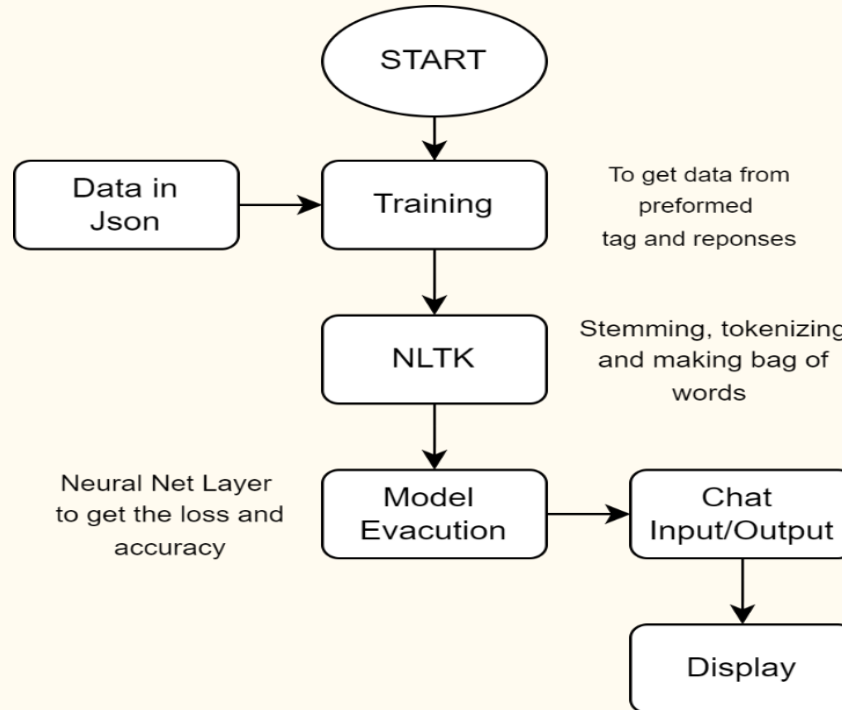 START
Data in
Json
Training
To get data from
preformed
tag and reponses
NLTK
Stemming, tokenizing
and making bag of
words
Neural Net Layer
to get the loss and
accuracy
Model
Evacution
Chat
Input/Output
Display